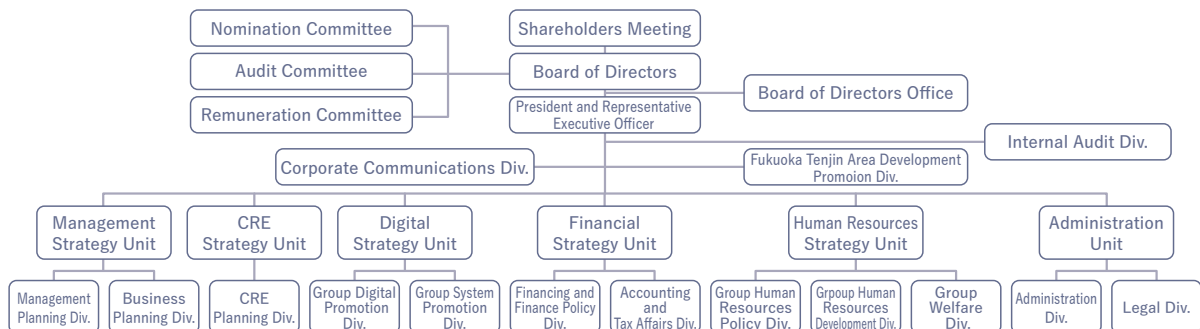 Nomination Committee
Shareholders Meeting
Audit Committee
Board of Directors
Board of Directors Office
Remuneration Committee
President and Representative
Executive Officer
Internal Audit Div.
Corporate Communications Div.
Fukuoka Tenjin Area Development
Promoion Div.
Management
Strategy Unit
CRE
Strategy Unit
Digital
Strategy Unit
Financial
Strategy Unit
Human Resources
Strategy Unit
Administration
Unit
Management
Planning Div.
Business
Planning Div.
CRE
Planning Div.
Group Digital
Promotion
Div.
Group System
Promotion
Div.
Financing and
Finance Policy
Div.
Accounting
and
Tax Affairs Div.
Group Human
Resources
Policy Div.
Grpoup Human
Resources
Development Div.
Group
Welfare
Div.
Administration
Div.
Legal Div.